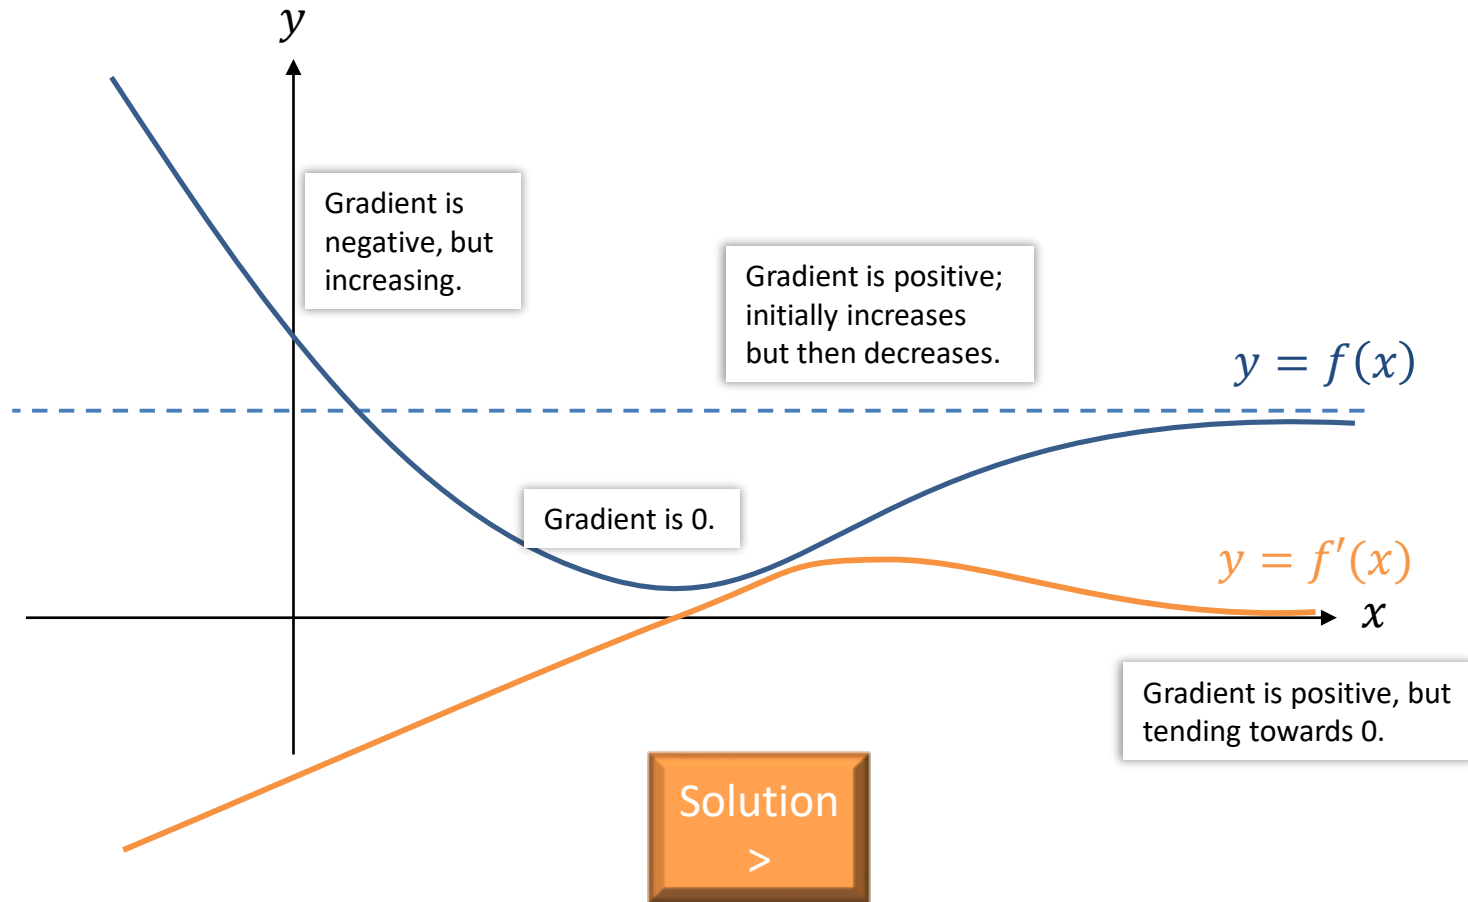 y
Gradient is
negative, but
increasing.
Gradient is positive;
initially increases
but then decreases.
y = f(x)
Gradient is 0.
y = f′(x)
x
Gradient is positive, but
tending towards 0.
Solution
>